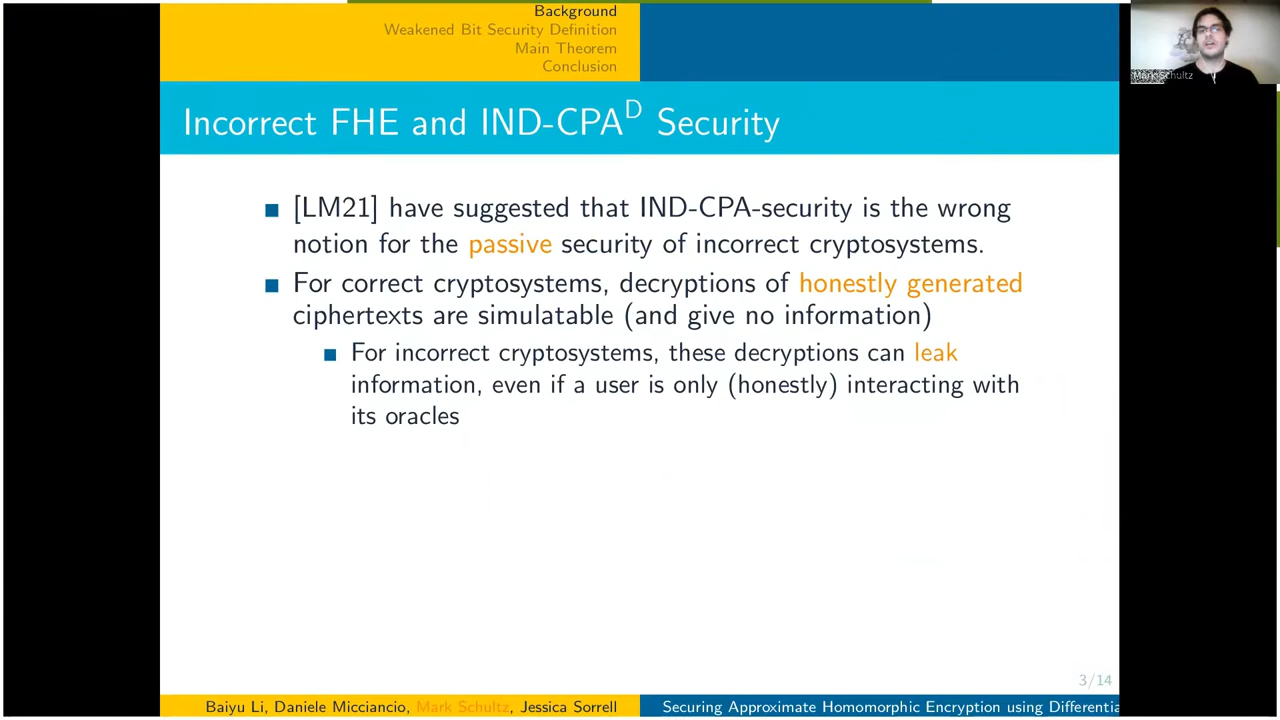 Background
Weakened Bit Security Definition
Main Theorem
Conclusion
Mark Schultz
Incorrect FHE and IND-CPA^D Security
[LM21] have suggested that IND-CPA-security is the wrong
notion for the passive security of incorrect cryptosystems.
For correct cryptosystems, decryptions of honestly generated
ciphertexts are simulatable (and give no information)
For incorrect cryptosystems, these decryptions can leak
information, even if a user is only (honestly) interacting with
its oracles
3/14
Baiyu Li, Daniele Micciancio, Mark Schultz, Jessica Sorrell
Securing Approximate Homomorphic Encryption using Differentia